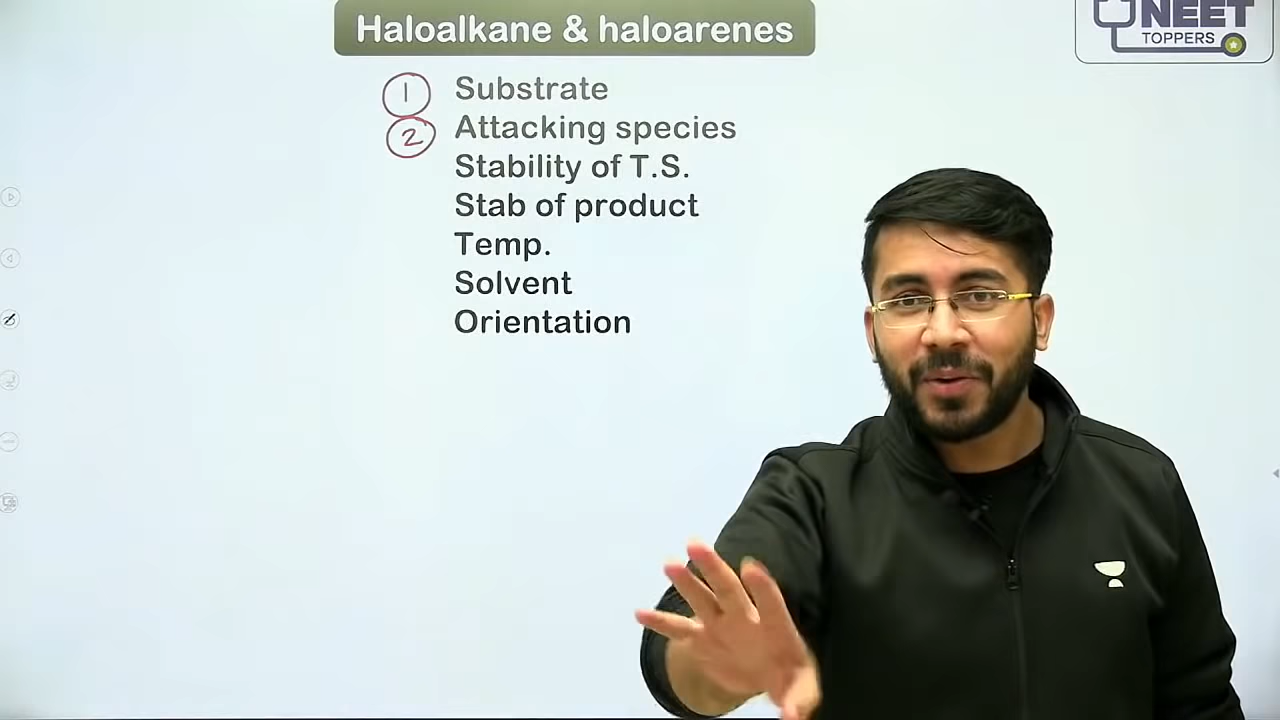 Haloalkane & haloarenes
NEET
TOPPERS
1 Substrate
2 Attacking species
Stability of T.S.
Stab of product
Temp.
Solvent
Orientation